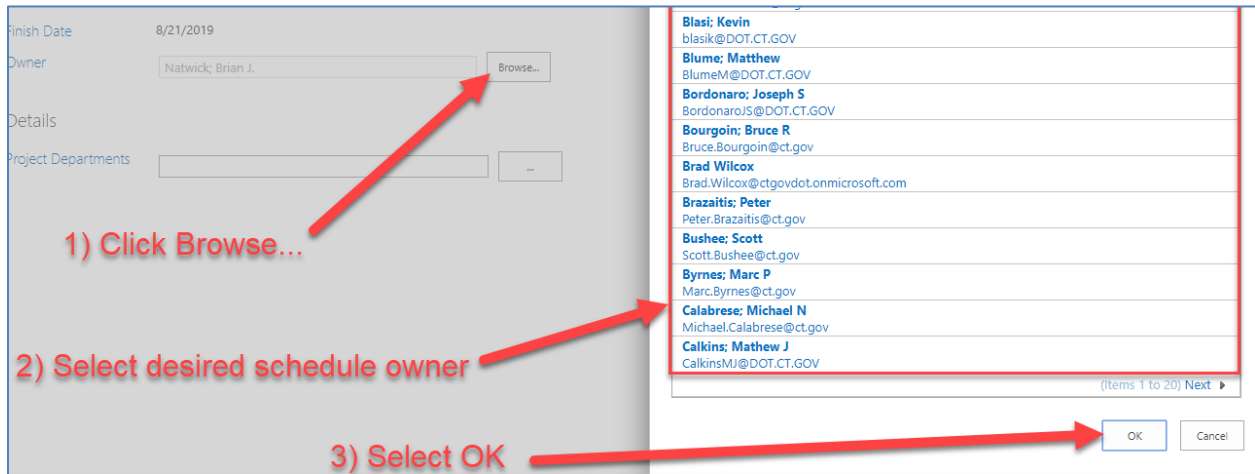 Finish Date
8/21/2019
Owner
Natwick; Brian J.
Browse...
Details
Project Departments
...
1) Click Browse...
2) Select desired schedule owner
3) Select OK
Blasi; Kevin
blasik@DOT.CT.GOV
Blume; Matthew
BlumeM@DOT.CT.GOV
Bordonaro; Joseph S
BordonaroJS@DOT.CT.GOV
Bourgoin; Bruce R
Bruce.Bourgoin@ct.gov
Brad Wilcox
Brad.Wilcox@ctgovdot.onmicrosoft.com
Brazaitis; Peter
Peter.Brazaitis@ct.gov
Bushee; Scott
Scott.Bushee@ct.gov
Byrnes; Marc P
Marc.Byrnes@ct.gov
Calabrese; Michael N
Michael.Calabrese@ct.gov
Calkins; Mathew J
CalkinsMJ@DOT.CT.GOV
(Items 1 to 20) Next
OK
Cancel